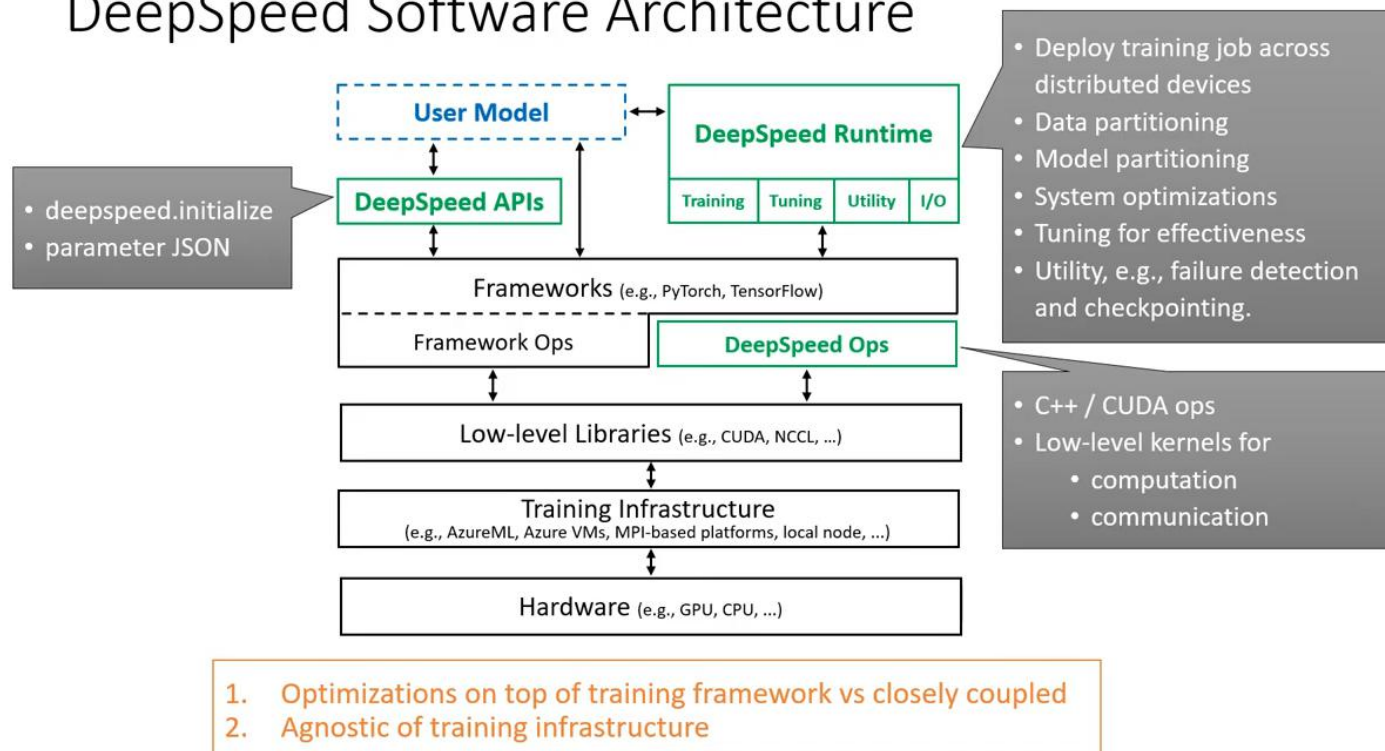 DeepSpeed Software Architecture
User Model
DeepSpeed Runtime
Training Tuning Utility I/O
DeepSpeed APIs
• deepspeed.initialize
• parameter JSON
• Deploy training job across
distributed devices
• Data partitioning
• Model partitioning
• System optimizations
• Tuning for effectiveness
• Utility, e.g., failure detection
and checkpointing.
Frameworks (e.g., PyTorch, TensorFlow)
Framework Ops
DeepSpeed Ops
• C++ / CUDA ops
• Low-level kernels for
• computation
• communication
Low-level Libraries (e.g., CUDA, NCCL, ...)
Training Infrastructure
(e.g., AzureML, Azure VMs, MPI-based platforms, local node, ...)
Hardware (e.g., GPU, CPU, ...)
1. Optimizations on top of training framework vs closely coupled
2. Agnostic of training infrastructure